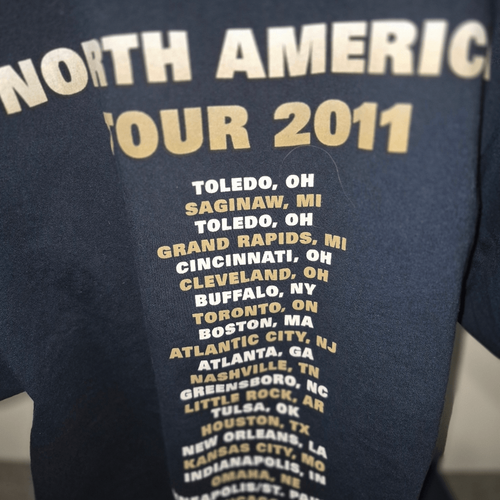 NORTH AMERIC
TOUR 2011
TOLEDO, OH
SAGINAW, MI
TOLEDO, OH
GRAND RAPIDS, MI
CINCINNATI, OH
CLEVELAND, OH
BUFFALO, NY
TORONTO, ON
BOSTON, MA
ATLANTIC CITY, NJ
ATLANTA, GA
NASHVILLE, TN
GREENSBORO, NC
LITTLE ROCK, AR
TULSA, OK
HOUSTON, TX
NEW ORLEANS, LA
KANSAS CITY, MO
INDIANAPOLIS, IN
OMAHA, NE